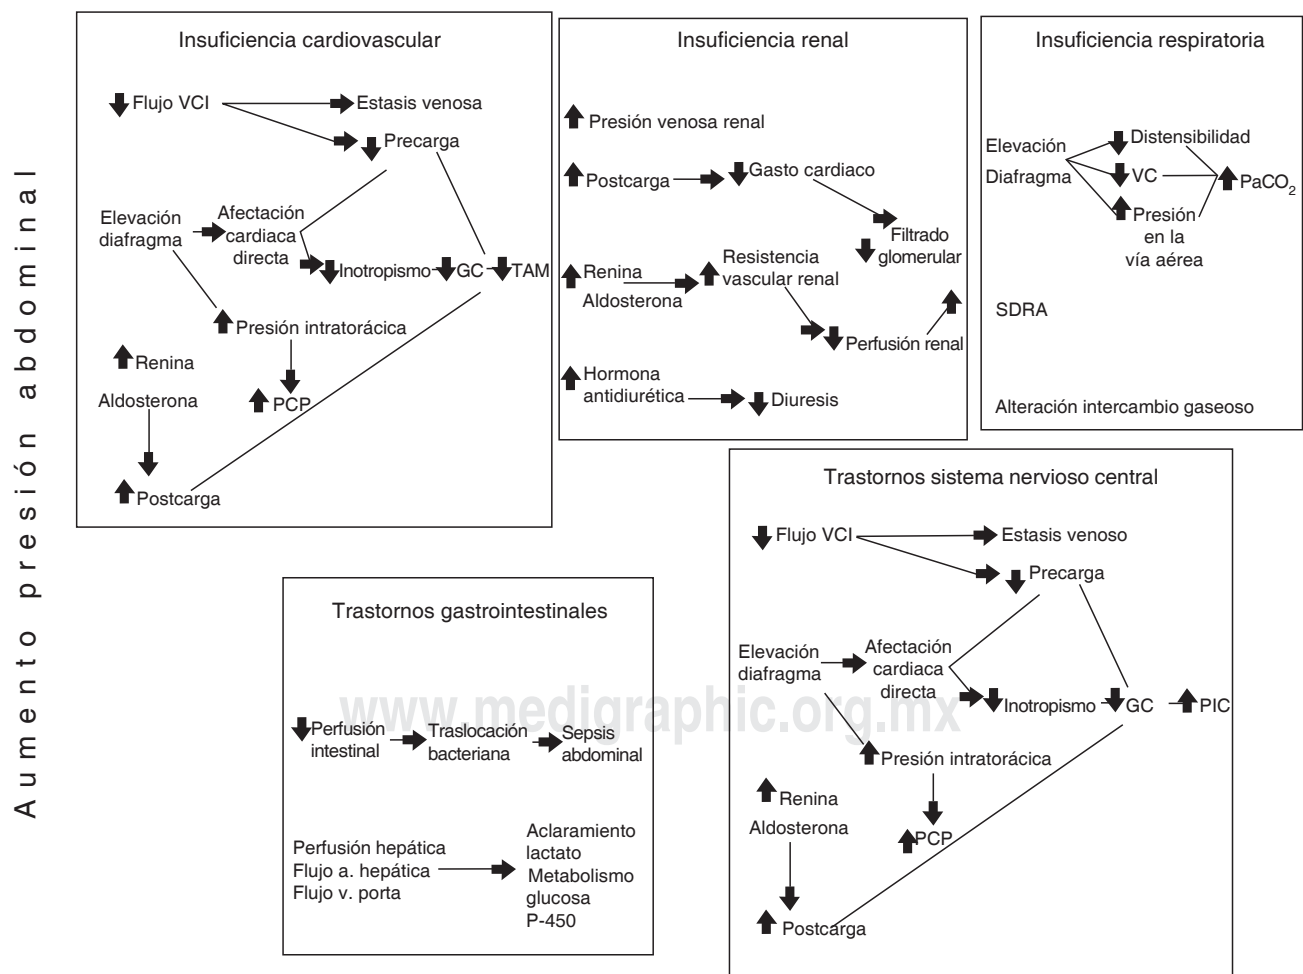 Aumento presión abdominal
Insuficiencia cardiovascular
Flujo VCI
Estasis venosa
Precarga
Elevación
diafragma
Afectación
cardiaca
directa
Inotropismo
GC
TAM
Presión intratorácica
Renina
Aldosterona
PCP
Postcarga
Insuficiencia renal
Presión venosa renal
Postcarga
Gasto cardiaco
Filtrado
glomerular
Renina
Aldosterona
Resistencia
vascular renal
Perfusión renal
Hormona
antidiurética
Diuresis
Insuficiencia respiratoria
Elevación
Diafragma
Distensibilidad
VC
Presión
en la
vía aérea
PaCO2
SDRA
Alteración intercambio gaseoso
Trastornos gastrointestinales
Perfusión
intestinal
Traslocación
bacteriana
Sepsis
abdominal
Perfusión hepática
Flujo a. hepática
Flujo v. porta
Aclaramiento
lactato
Metabolismo
glucosa
P-450
Trastornos sistema nervioso central
Flujo VCI
Estasis venoso
Precarga
Elevación
diafragma
Afectación
cardiaca
directa
Inotropismo
GC
PIC
Presión intratorácica
Renina
Aldosterona
PCP
Postcarga
www.medigraphic.org.mx